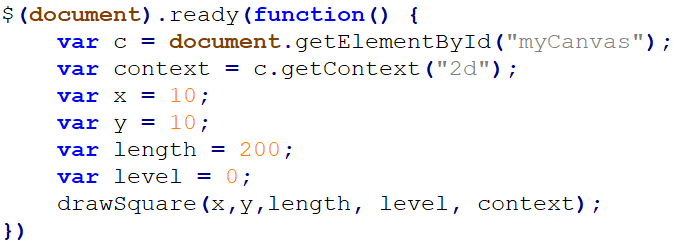 $(document).ready(function() {
    var c = document.getElementById("myCanvas");
    var context = c.getContext("2d");
    var x = 10;
    var y = 10;
    var length = 200;
    var level = 0;
    drawSquare(x,y,length, level, context);
})